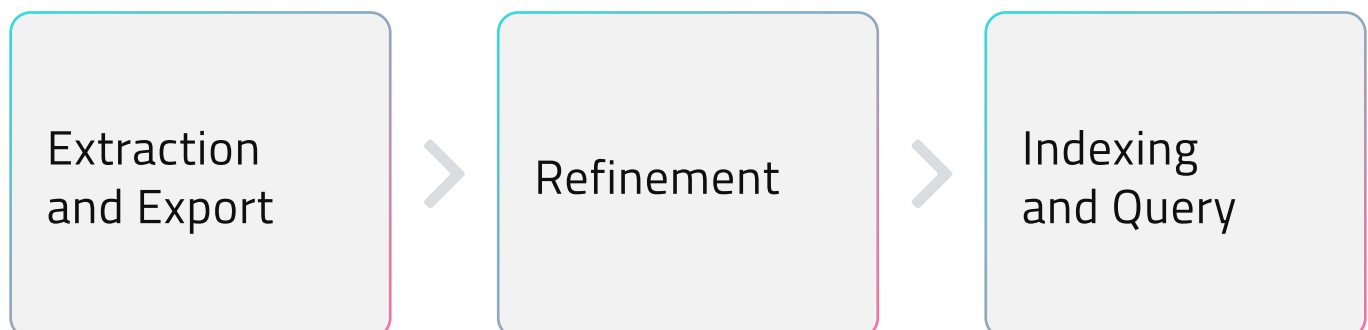 Extraction
and Export
Refinement
Indexing
and Query